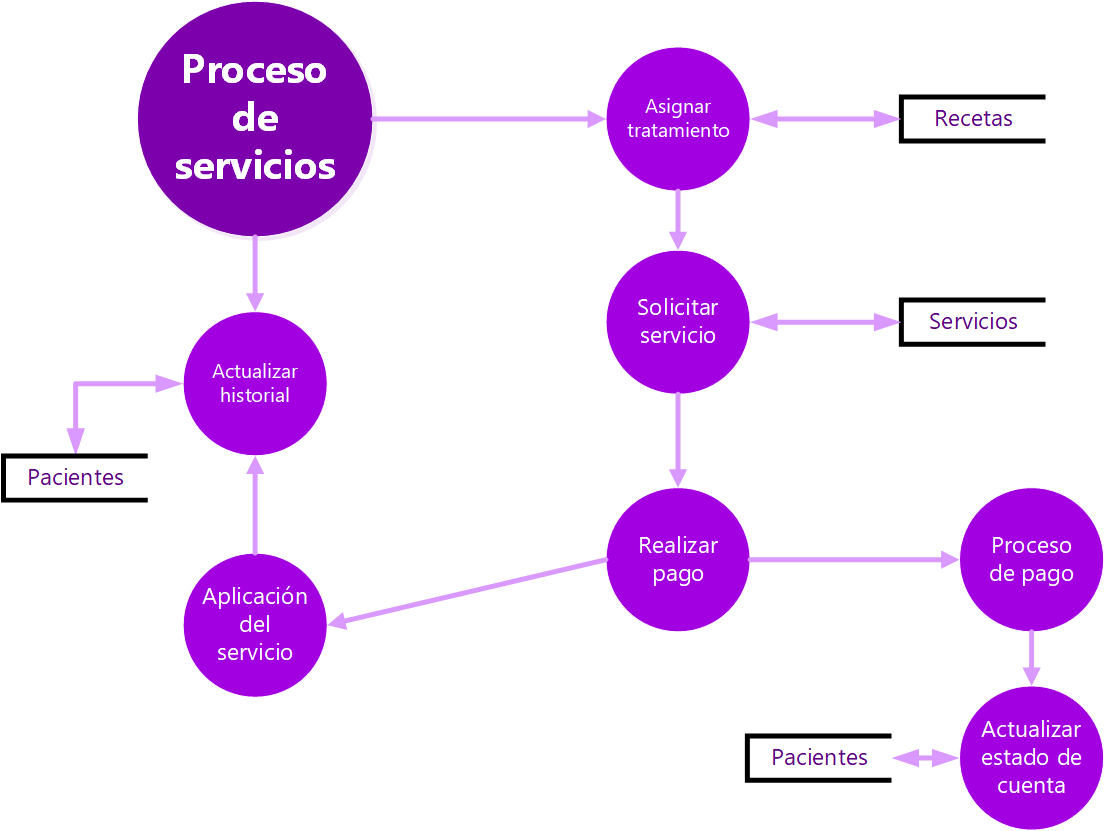 Proceso
de
servicios
Asignar
tratamiento
Recetas
Solicitar
servicio
Servicios
Actualizar
historial
Pacientes
Realizar
pago
Proceso
de pago
Aplicación
del
servicio
Actualizar
estado de
cuenta
Pacientes